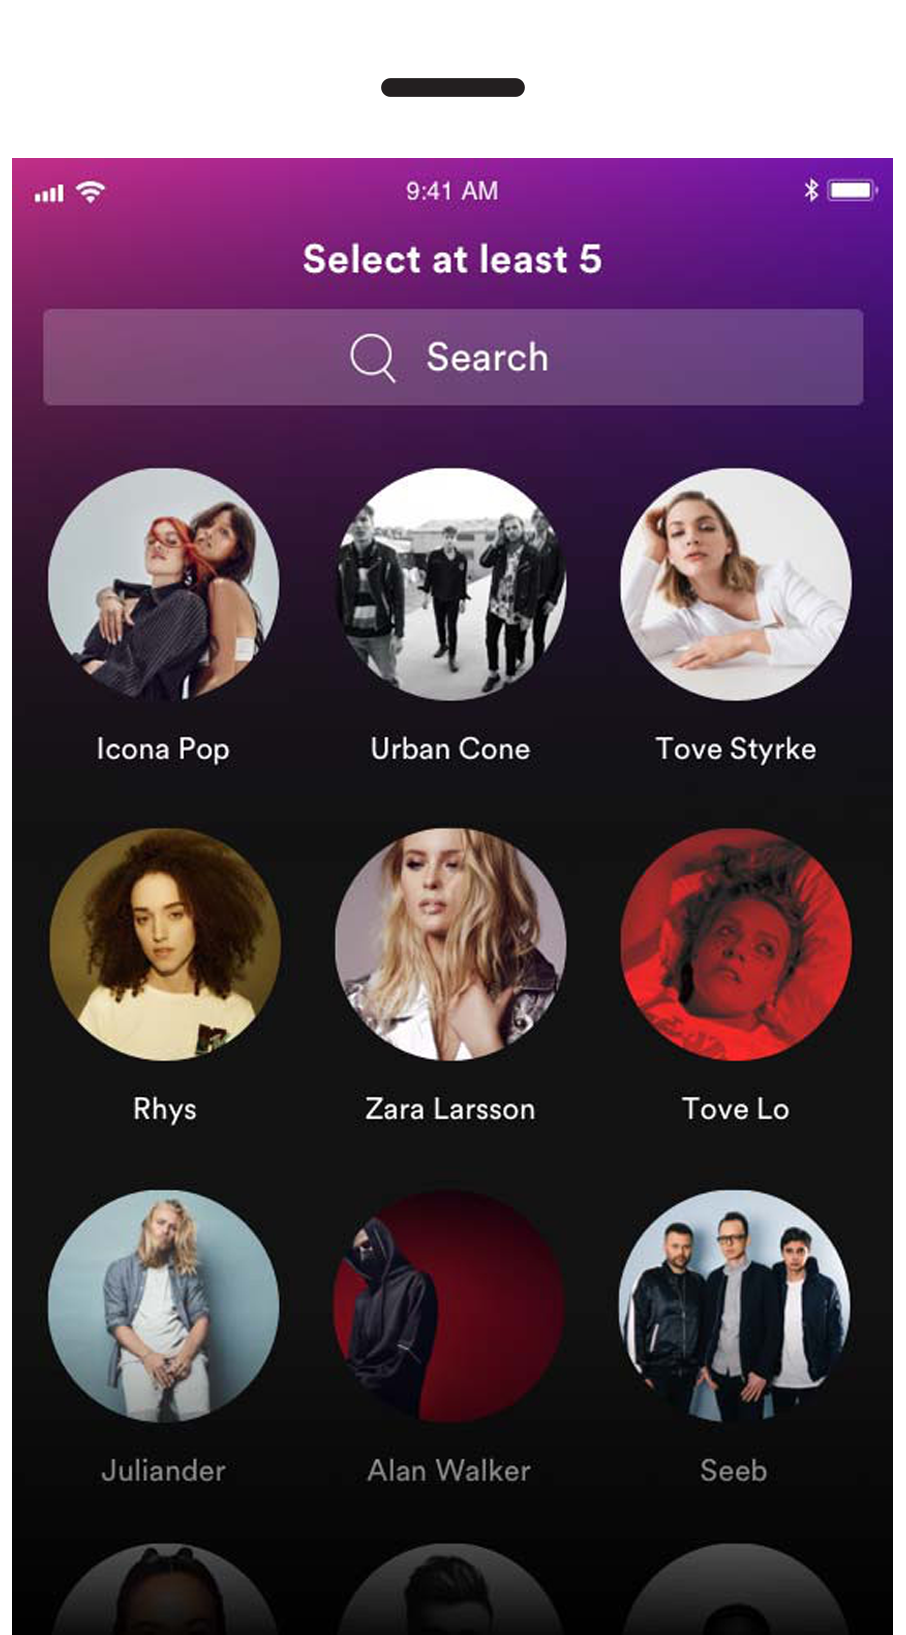 9:41 AM
Select at least 5
Search
Icona Pop
Urban Cone
Tove Styrke
Rhys
Zara Larsson
Tove Lo
Juliander
Alan Walker
Seeb